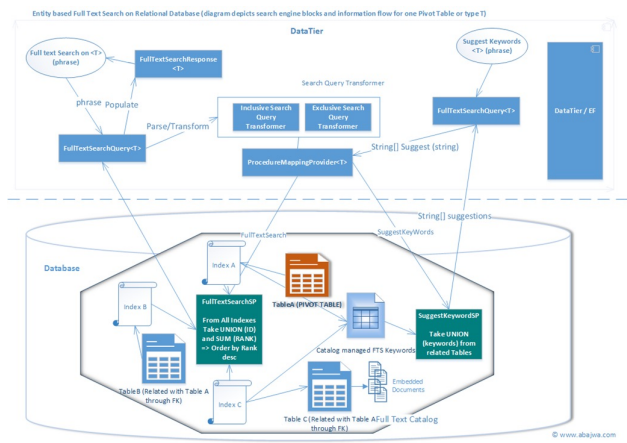 Entity based Full Text Search on Relational Database (diagram depicts search engine blocks and information flow for one Pivot Table or type T)
DataTier
Full text Search on <T>
(phrase)
FullTextSearchResponse
<T>
Suggest Keywords
<T> (phrase)
Search Query Transformer
phrase
Populate
Inclusive Search
Query
Transformer
Exclusive Search
Query
Transformer
FullTextSearchQuery<T>
DataTier / EF
Parse/Transform
FullTextSearchQuery<T>
ProcedureMappingProvider<T>
String[] Suggest (string)
String[] suggestions
FullTextSearch
SuggestKeyWords
Database
Index A
Index B
FullTextSearchSP
From All Indexes
Take UNION (ID)
and SUM (RANK)
=> Order by Rank
desc
TableA (PIVOT TABLE)
SuggestKeywordSP
Take UNION
(keywords) from
related Tables
Catalog managed FTS Keywords
TableB (Related with Table A
through FK)
Index C
Embedded
Documents
Table C (Related with Table A
through FK)
Full Text Catalog
© www.abajwa.com